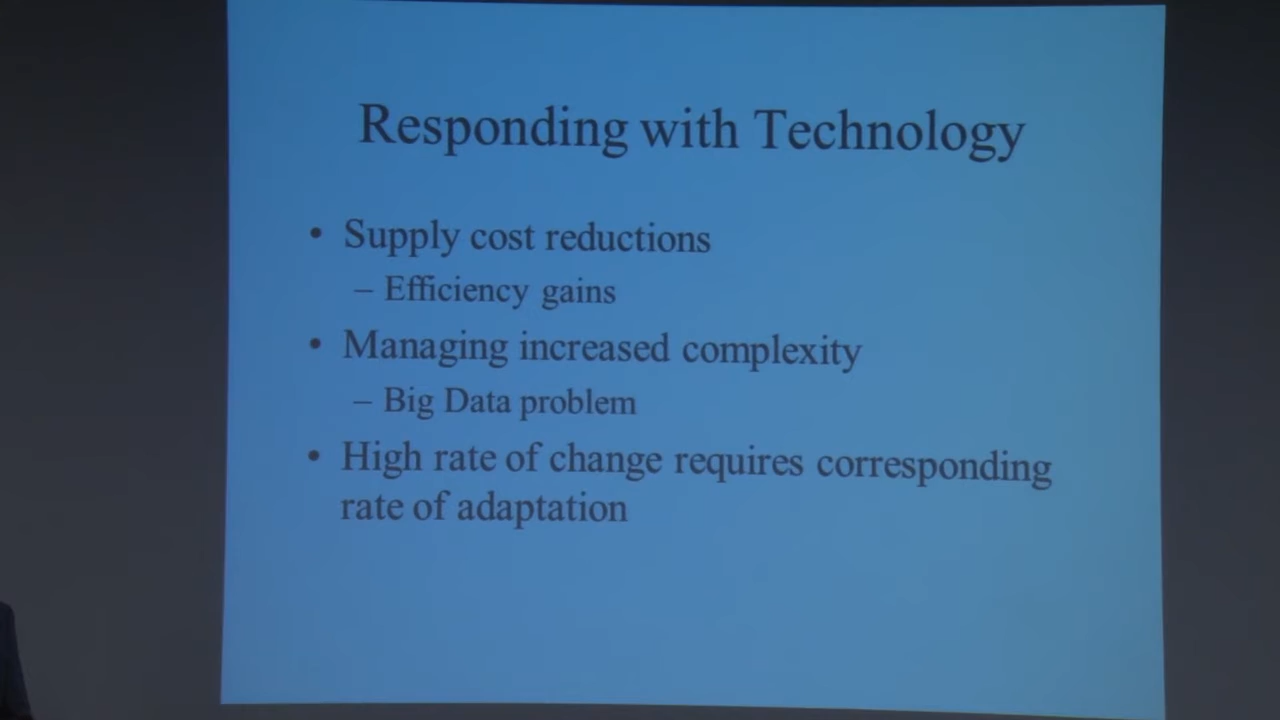 Responding with Technology
• Supply cost reductions
– Efficiency gains
• Managing increased complexity
– Big Data problem
• High rate of change requires corresponding
rate of adaptation